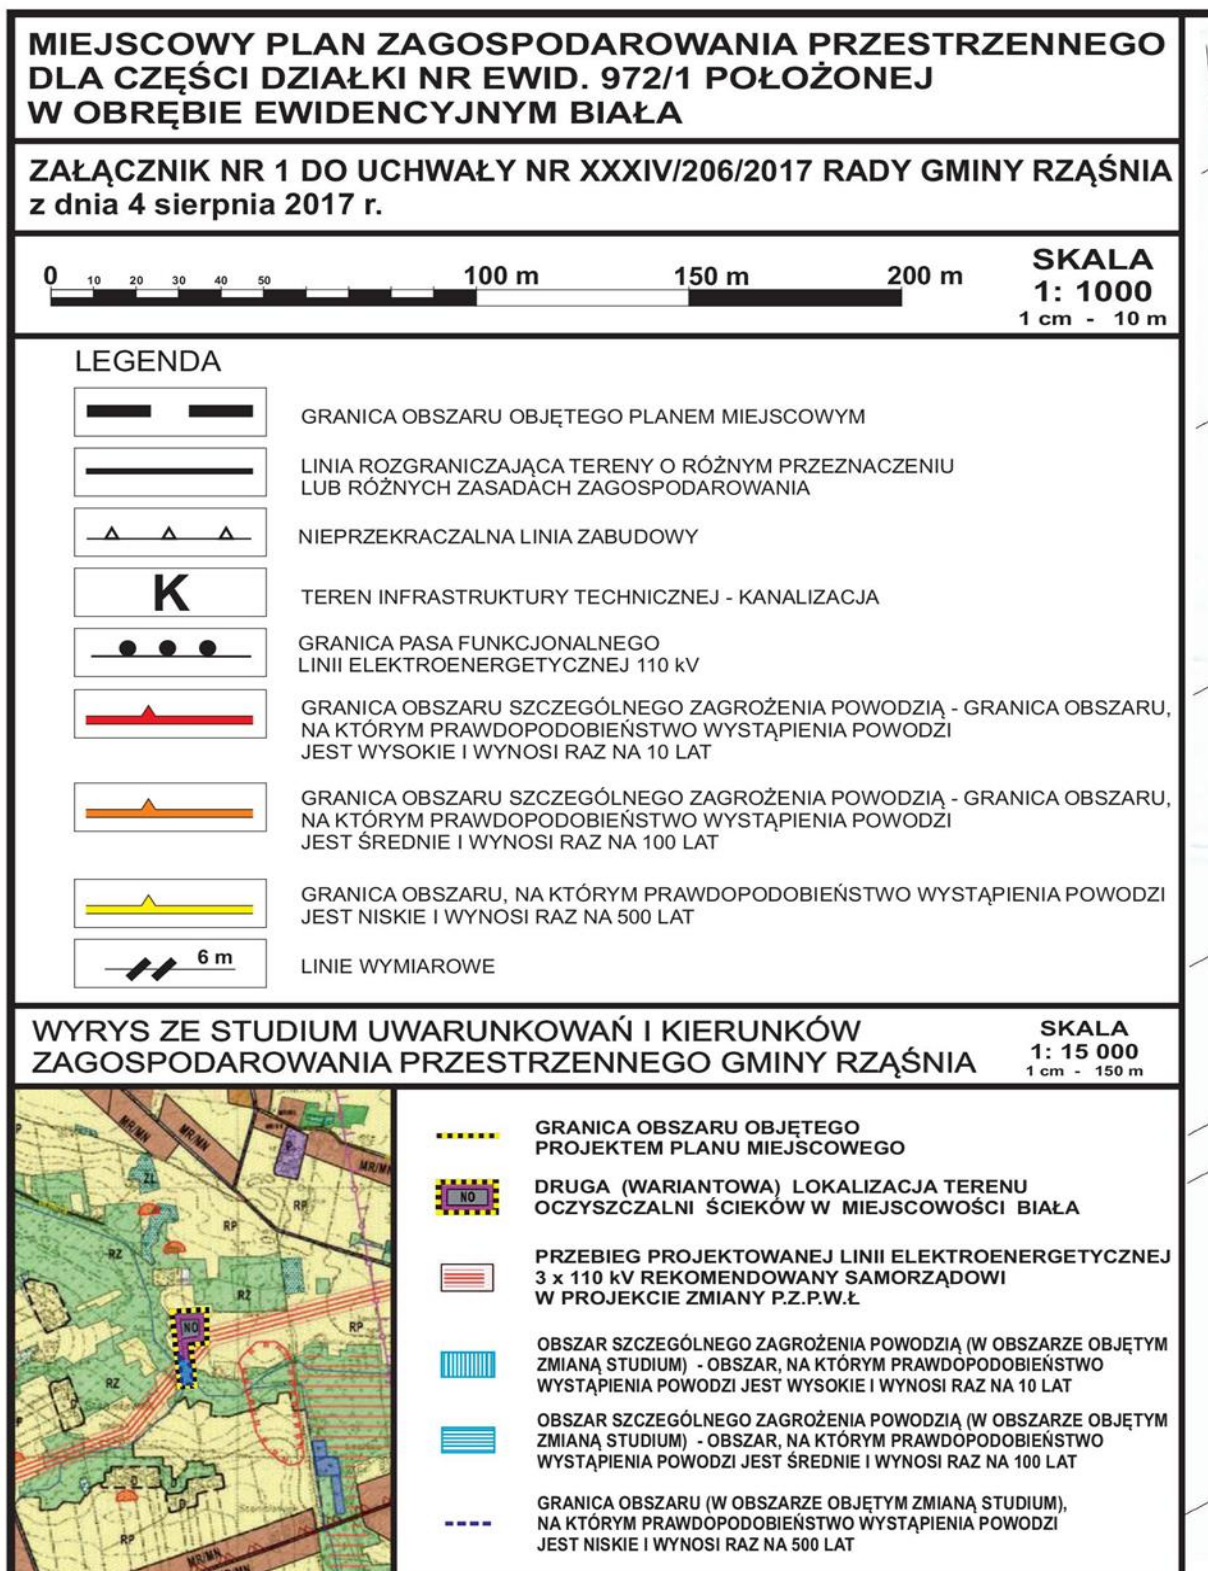 MIEJSCOWY PLAN ZAGOSPODAROWANIA PRZESTRZENNEGO
DLA CZĘŚCI DZIAŁKI NR EWID. 972/1 POŁOŻONEJ
W OBRĘBIE EWIDENCYJNYM BIAŁA
ZAŁĄCZNIK NR 1 DO UCHWAŁY NR XXXIV/206/2017 RADY GMINY RZĄŚNIA
z dnia 4 sierpnia 2017 r.
0 10 20 30 40 50 100 m 150 m 200 m
SKALA
1: 1000
1 cm - 10 m
LEGENDA
GRANICA OBSZARU OBJĘTEGO PLANEM MIEJSCOWYM
LINIA ROZGRANICZAJĄCA TERENY O RÓŻNYM PRZEZNACZENIU
LUB RÓŻNYCH ZASADACH ZAGOSPODAROWANIA
NIEPRZEKRACZALNA LINIA ZABUDOWY
K
TEREN INFRASTRUKTURY TECHNICZNEJ - KANALIZACJA
GRANICA PASA FUNKCJONALNEGO
LINII ELEKTROENERGETYCZNEJ 110 kV
GRANICA OBSZARU SZCZEGÓLNEGO ZAGROŻENIA POWODZIĄ - GRANICA OBSZARU,
NA KTÓRYM PRAWDOPODOBIEŃSTWO WYSTĄPIENIA POWODZI
JEST WYSOKIE I WYNOSI RAZ NA 10 LAT
GRANICA OBSZARU SZCZEGÓLNEGO ZAGROŻENIA POWODZIĄ - GRANICA OBSZARU,
NA KTÓRYM PRAWDOPODOBIEŃSTWO WYSTĄPIENIA POWODZI
JEST ŚREDNIE I WYNOSI RAZ NA 100 LAT
GRANICA OBSZARU, NA KTÓRYM PRAWDOPODOBIEŃSTWO WYSTĄPIENIA POWODZI
JEST NISKIE I WYNOSI RAZ NA 500 LAT
6 m
LINIE WYMIAROWE
WYRYS ZE STUDIUM UWARUNKOWAŃ I KIERUNKÓW
ZAGOSPODAROWANIA PRZESTRZENNEGO GMINY RZĄŚNIA
SKALA
1: 15 000
1 cm - 150 m
MR/MN
MR/MN
MR/MN
ZL
RP
RP
RZ
RZ
NO
RP
RZ
RP
MR/MN
GRANICA OBSZARU OBJĘTEGO
PROJEKTEM PLANU MIEJSCOWEGO
NO
DRUGA (WARIANTOWA) LOKALIZACJA TERENU
OCZYSZCZALNI ŚCIEKÓW W MIEJSCOWOŚCI BIAŁA
PRZEBIEG PROJEKTOWANEJ LINII ELEKTROENERGETYCZNEJ
3 x 110 kV REKOMENDOWANY SAMORZĄDOWI
W PROJEKCIE ZMIANY P.Z.P.W.Ł
OBSZAR SZCZEGÓLNEGO ZAGROŻENIA POWODZIĄ (W OBSZARZE OBJĘTYM
ZMIANĄ STUDIUM) - OBSZAR, NA KTÓRYM PRAWDOPODOBIEŃSTWO
WYSTĄPIENIA POWODZI JEST WYSOKIE I WYNOSI RAZ NA 10 LAT
OBSZAR SZCZEGÓLNEGO ZAGROŻENIA POWODZIĄ (W OBSZARZE OBJĘTYM
ZMIANĄ STUDIUM) - OBSZAR, NA KTÓRYM PRAWDOPODOBIEŃSTWO
WYSTĄPIENIA POWODZI JEST ŚREDNIE I WYNOSI RAZ NA 100 LAT
GRANICA OBSZARU (W OBSZARZE OBJĘTYM ZMIANĄ STUDIUM),
NA KTÓRYM PRAWDOPODOBIEŃSTWO WYSTĄPIENIA POWODZI
JEST NISKIE I WYNOSI RAZ NA 500 LAT